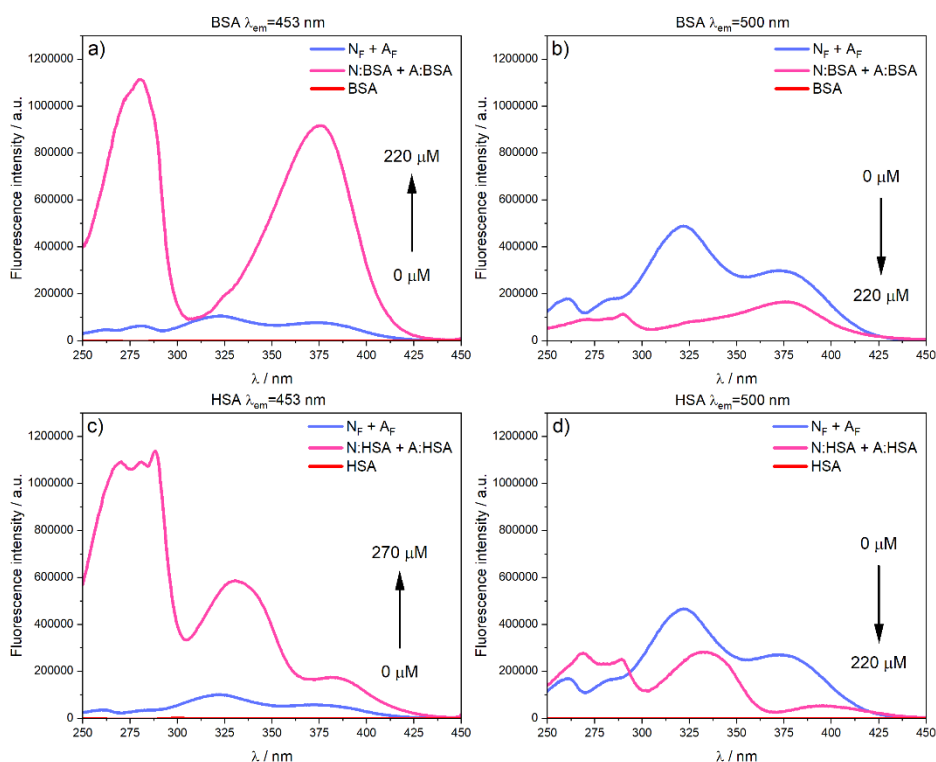 BSA λem=453 nm
a)
NF + AF
N:BSA + A:BSA
BSA
220 μM
0 μM
Fluorescence intensity / a.u.
1200000
1000000
800000
600000
400000
200000
0
250 275 300 325 350 375 400 425 450
λ / nm
BSA λem=500 nm
b)
NF + AF
N:BSA + A:BSA
BSA
0 μM
220 μM
Fluorescence intensity / a.u.
1200000
1000000
800000
600000
400000
200000
0
250 275 300 325 350 375 400 425 450
λ / nm
HSA λem=453 nm
c)
NF + AF
N:HSA + A:HSA
HSA
270 μM
0 μM
Fluorescence intensity / a.u.
1200000
1000000
800000
600000
400000
200000
0
250 275 300 325 350 375 400 425 450
λ / nm
HSA λem=500 nm
d)
NF + AF
N:HSA + A:HSA
HSA
0 μM
220 μM
Fluorescence intensity / a.u.
1200000
1000000
800000
600000
400000
200000
0
250 275 300 325 350 375 400 425 450
λ / nm